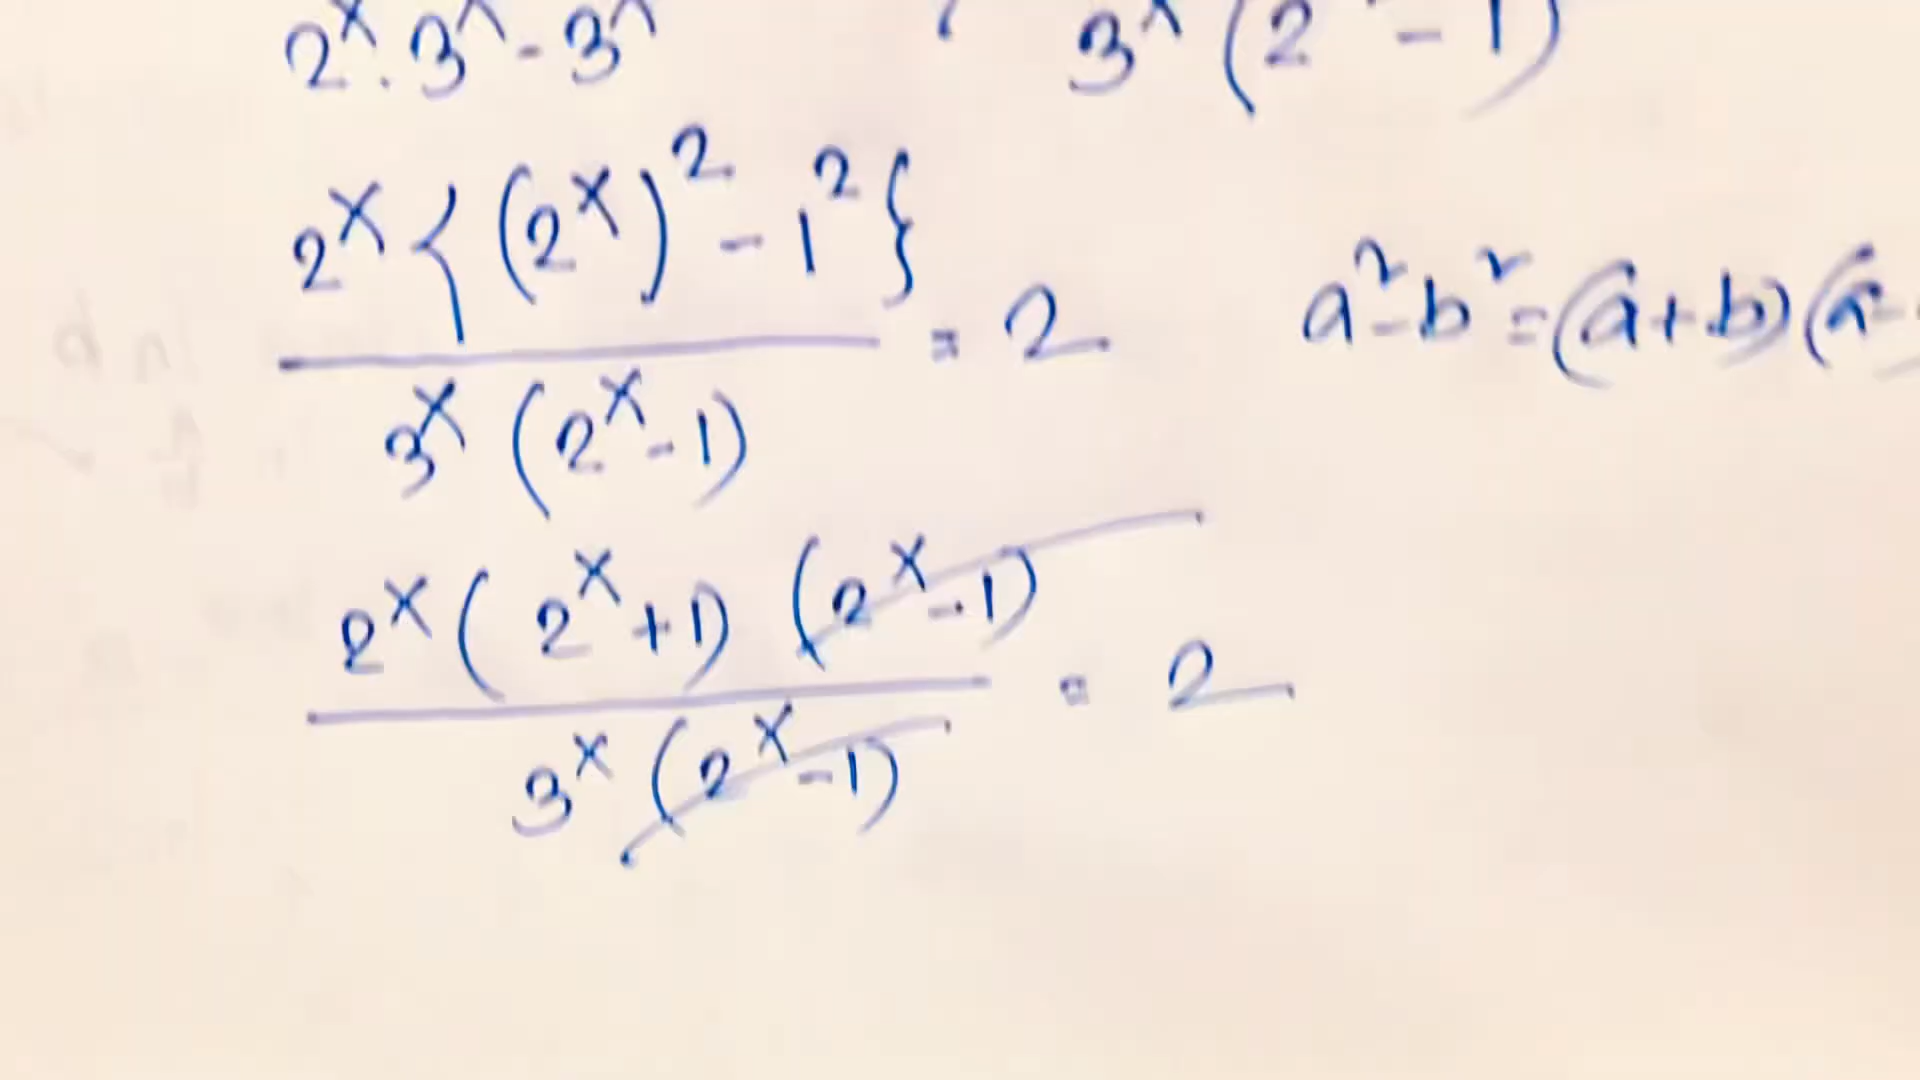 2^x · 3^x - 3^x 3^x (2^x - 1)
2^x {(2^x)^2 - 1^2} / 3^x (2^x - 1) = 2 a^2 - b^2 = (a+b)(a-
2^x (2^x + 1) (2^x - 1) / 3^x (2^x - 1) = 2